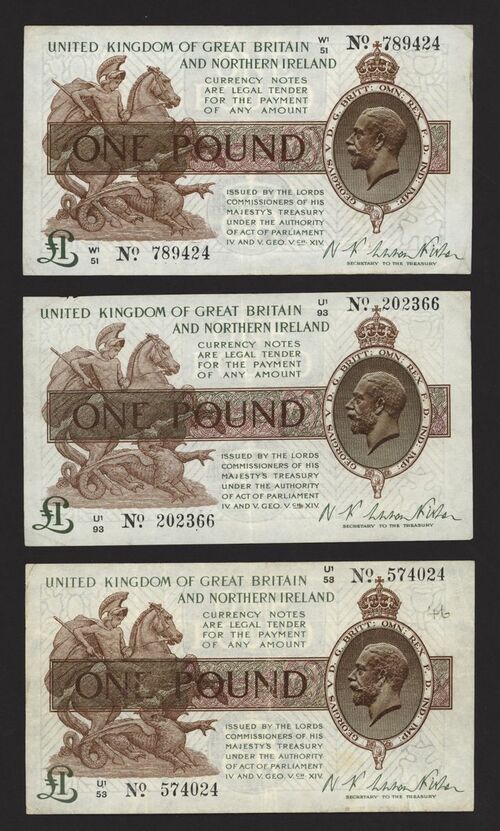 UNITED KINGDOM OF GREAT BRITAIN
AND NORTHERN IRELAND
W1
51
No 789424
CURRENCY NOTES
ARE LEGAL TENDER
FOR THE PAYMENT
OF ANY AMOUNT
ONE POUND
GEORGIVS V D. G. BRITT: OMN: REX F. D. IND: IMP:
ISSUED BY THE LORDS
COMMISSIONERS OF HIS
MAJESTY'S TREASURY
UNDER THE AUTHORITY
OF ACT OF PARLIAMENT
IV AND V. GEO. V. CH. XIV.
£1
W1
51
No 789424
SECRETARY TO THE TREASURY
UNITED KINGDOM OF GREAT BRITAIN
AND NORTHERN IRELAND
U1
93
No 202366
CURRENCY NOTES
ARE LEGAL TENDER
FOR THE PAYMENT
OF ANY AMOUNT
ONE POUND
GEORGIVS V D. G. BRITT: OMN: REX F. D. IND: IMP:
ISSUED BY THE LORDS
COMMISSIONERS OF HIS
MAJESTY'S TREASURY
UNDER THE AUTHORITY
OF ACT OF PARLIAMENT
IV AND V. GEO. V. CH. XIV.
£1
U1
93
No 202366
SECRETARY TO THE TREASURY
UNITED KINGDOM OF GREAT BRITAIN
AND NORTHERN IRELAND
U1
53
No 574024
CURRENCY NOTES
ARE LEGAL TENDER
FOR THE PAYMENT
OF ANY AMOUNT
46
ONE POUND
GEORGIVS V D. G. BRITT: OMN: REX F. D. IND: IMP:
ISSUED BY THE LORDS
COMMISSIONERS OF HIS
MAJESTY'S TREASURY
UNDER THE AUTHORITY
OF ACT OF PARLIAMENT
IV AND V. GEO. V. CH. XIV.
£1
U1
53
No 574024
SECRETARY TO THE TREASURY